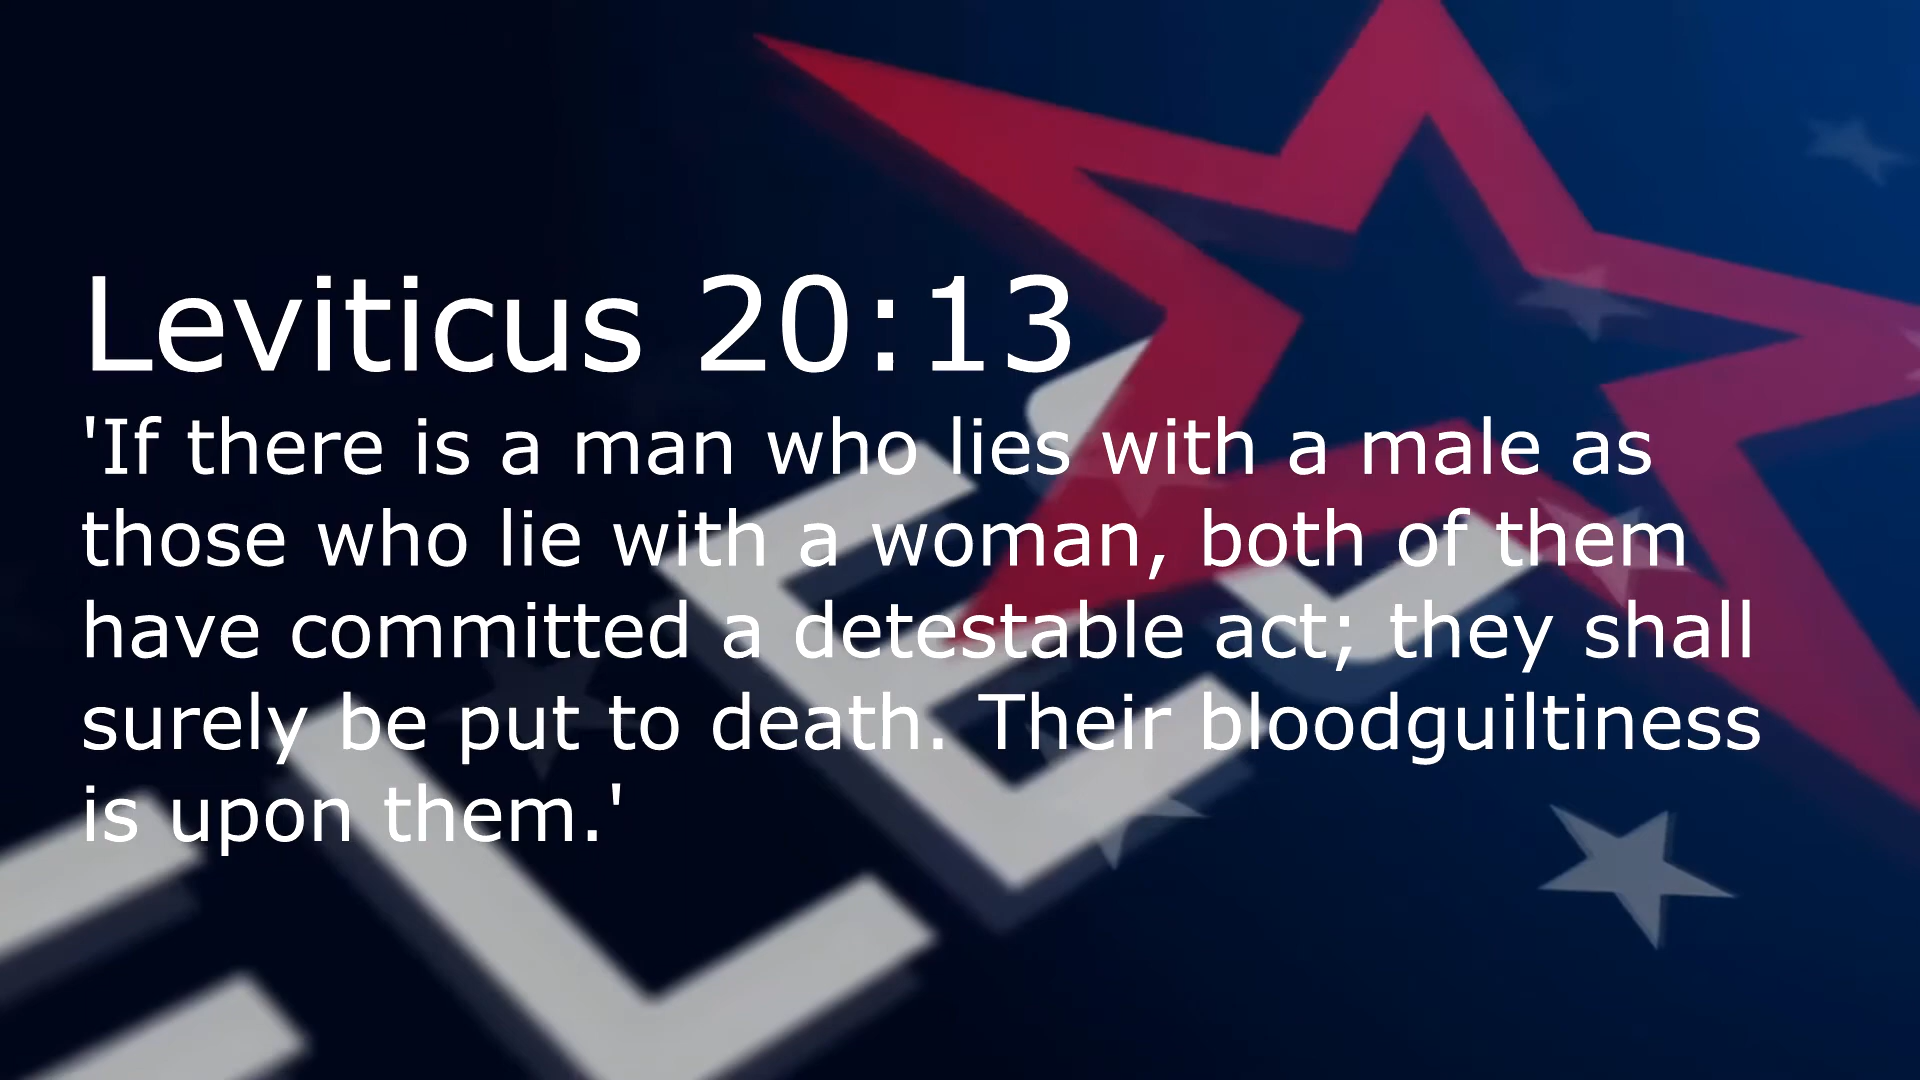 Leviticus 20:13
'If there is a man who lies with a male as
those who lie with a woman, both of them
have committed a detestable act; they shall
surely be put to death. Their bloodguiltiness
is upon them.'